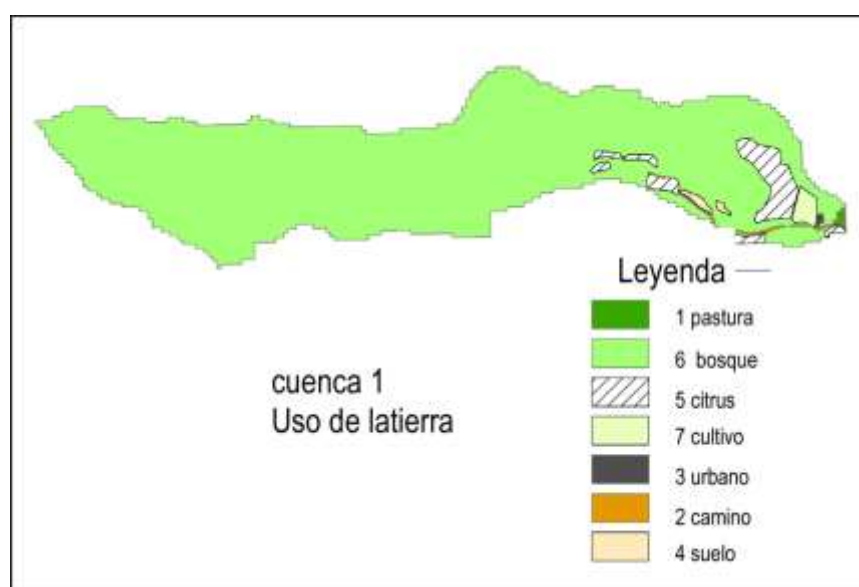 Leyenda
1 pastura
6 bosque
5 citrus
7 cultivo
3 urbano
2 camino
4 suelo
cuenca 1
Uso de latierra